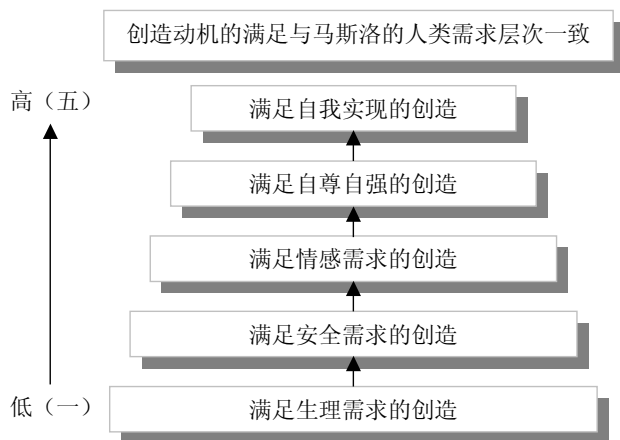 创造动机的满足与马斯洛的人类需求层次一致
高（五）
满足自我实现的创造
满足自尊自强的创造
满足情感需求的创造
满足安全需求的创造
低（一）
满足生理需求的创造